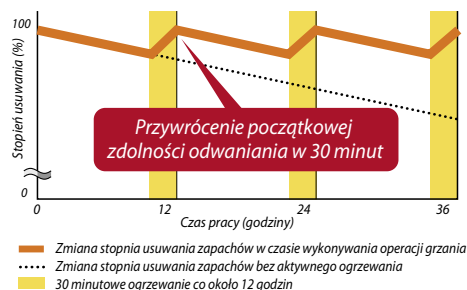 100
Stopień usuwania (%)
Przywrócenie początkowej
zdolności odwaniania w 30 minut
0
0 12 24 36
Czas pracy (godziny)
Zmiana stopnia usuwania zapachów w czasie wykonywania operacji grzania
Zmiana stopnia usuwania zapachów bez aktywnego ogrzewania
30 minutowe ogrzewanie co około 12 godzin